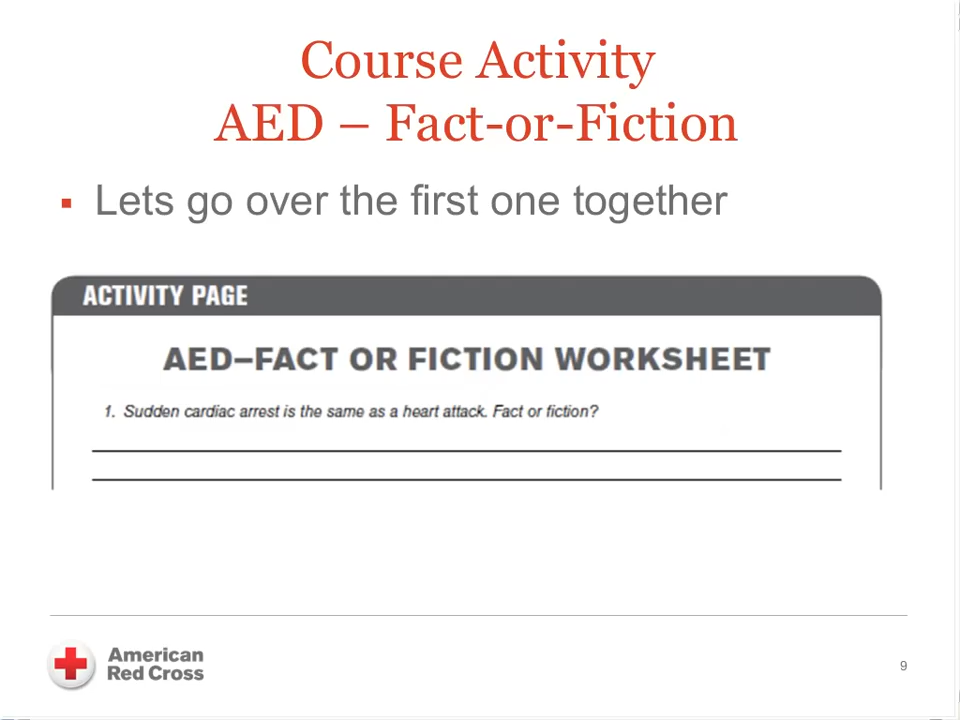 Course Activity
AED – Fact-or-Fiction
▪ Lets go over the first one together
ACTIVITY PAGE
AED–FACT OR FICTION WORKSHEET
1. Sudden cardiac arrest is the same as a heart attack. Fact or fiction?
American
Red Cross
9